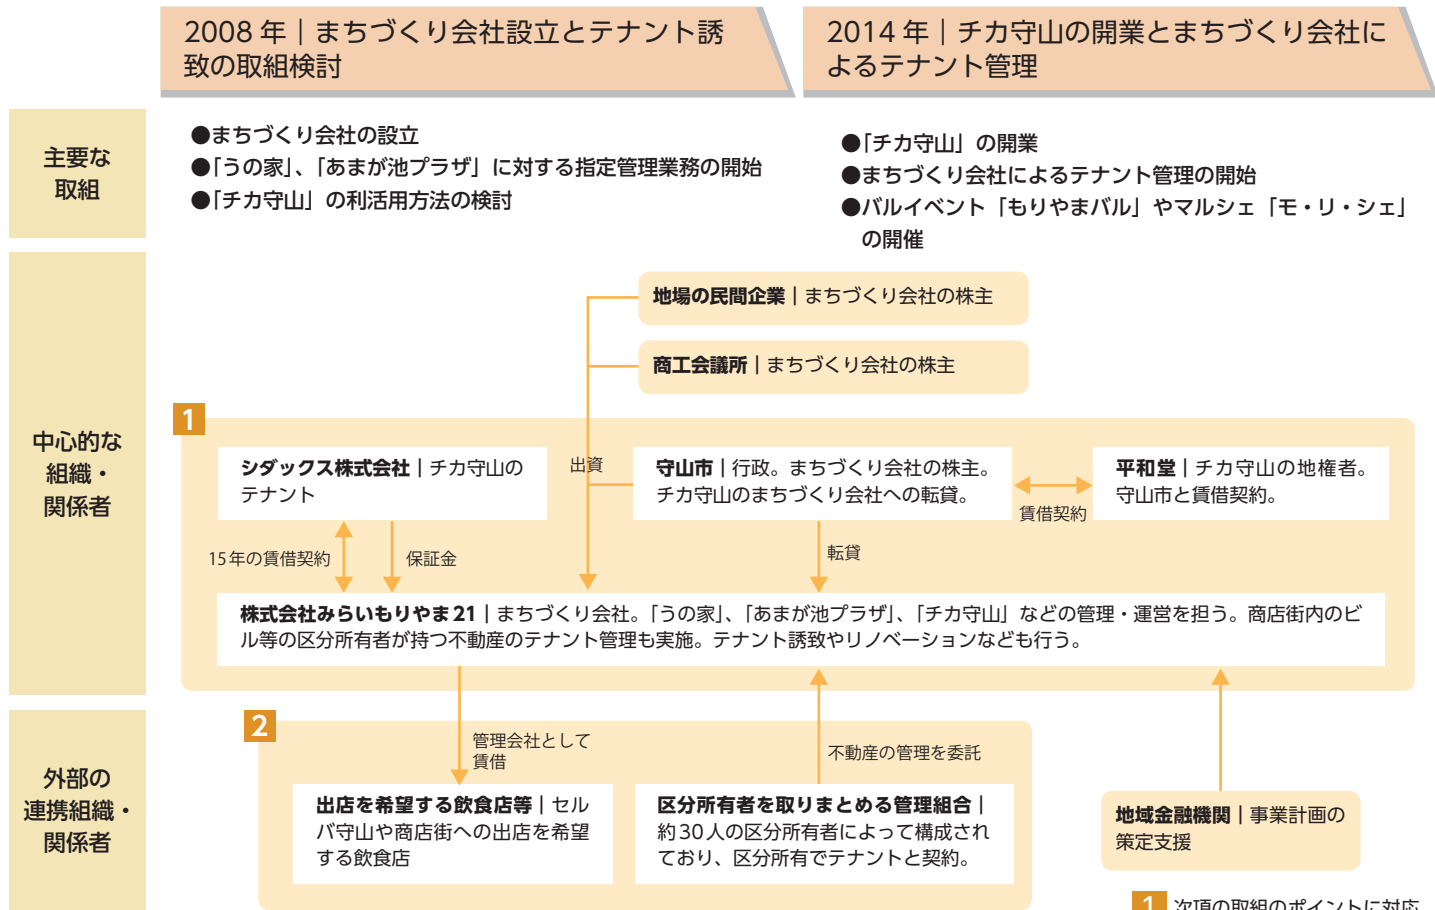 2008年｜まちづくり会社設立とテナント誘
致の取組検討
2014年｜チカ守山の開業とまちづくり会社に
よるテナント管理
主要な
取組
●まちづくり会社の設立
●「うの家」、「あまが池プラザ」に対する指定管理業務の開始
●「チカ守山」の利活用方法の検討
●「チカ守山」の開業
●まちづくり会社によるテナント管理の開始
●バルイベント「もりやまバル」やマルシェ「モ・リ・シェ」
の開催
中心的な
組織・
関係者
地場の民間企業｜まちづくり会社の株主
商工会議所｜まちづくり会社の株主
1
シダックス株式会社｜チカ守山の
テナント
出資
守山市｜行政。まちづくり会社の株主。
チカ守山のまちづくり会社への転貸。
賃借契約
平和堂｜チカ守山の地権者。
守山市と賃借契約。
15年の賃借契約
保証金
転貸
株式会社みらいもりやま21｜まちづくり会社。「うの家」、「あまが池プラザ」、「チカ守山」などの管理・運営を担う。商店街内のビ
ル等の区分所有者が持つ不動産のテナント管理も実施。テナント誘致やリノベーションなども行う。
外部の
連携組織・
関係者
2
管理会社として
賃借
不動産の管理を委託
出店を希望する飲食店等｜セル
バ守山や商店街への出店を希望
する飲食店
区分所有者を取りまとめる管理組合｜
約30人の区分所有者によって構成され
ており、区分所有でテナントと契約。
地域金融機関｜事業計画の
策定支援
1 次項の取組のポイントに対応